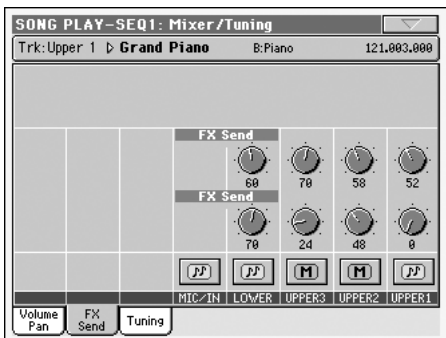 SONG PLAY-SEQ1: Mixer/Tuning
Trk:Upper 1 Grand Piano B:Piano 121.003.000
FX Send
60 70 58 52
FX Send
70 24 48 0
M M
MIC/IN LOWER UPPER3 UPPER2 UPPER1
Volume Pan FX Send Tuning